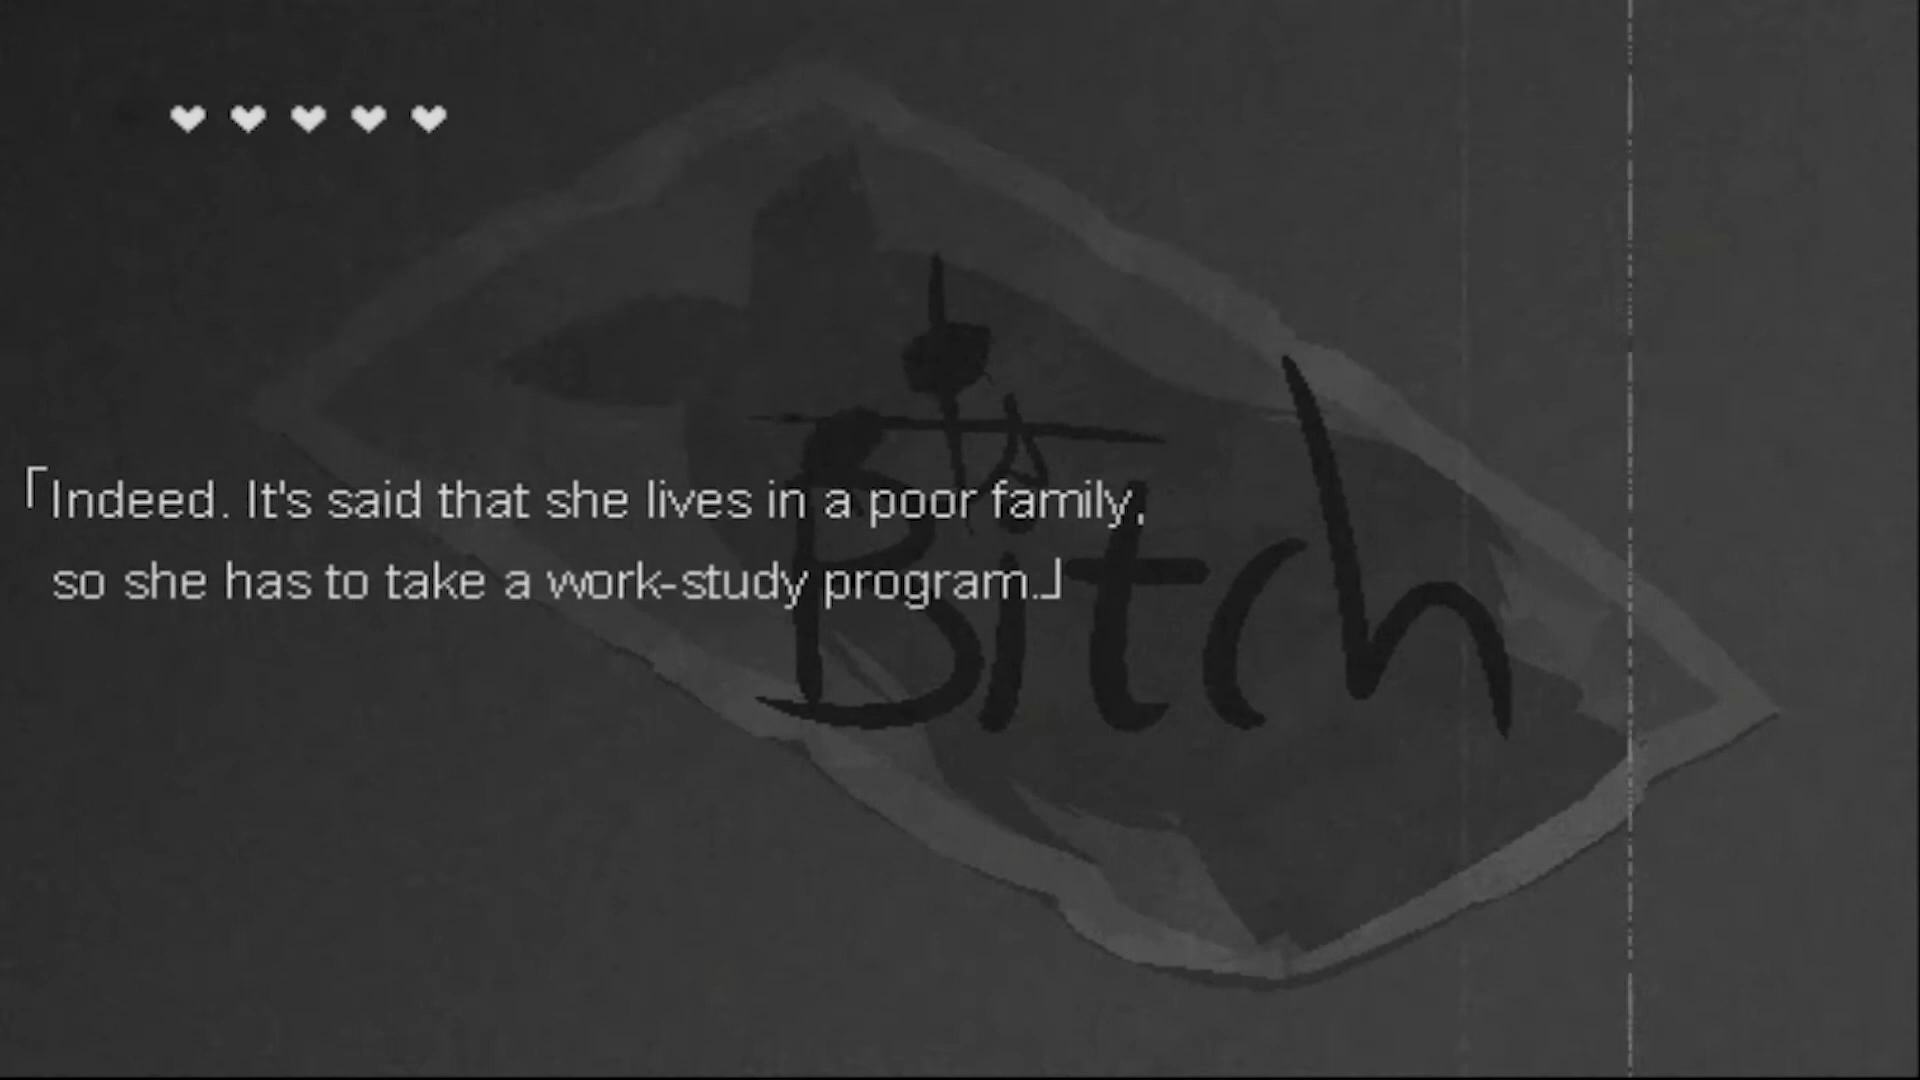 「Indeed. It's said that she lives in a poor family,
so she has to take a work-study program.」
Bitch